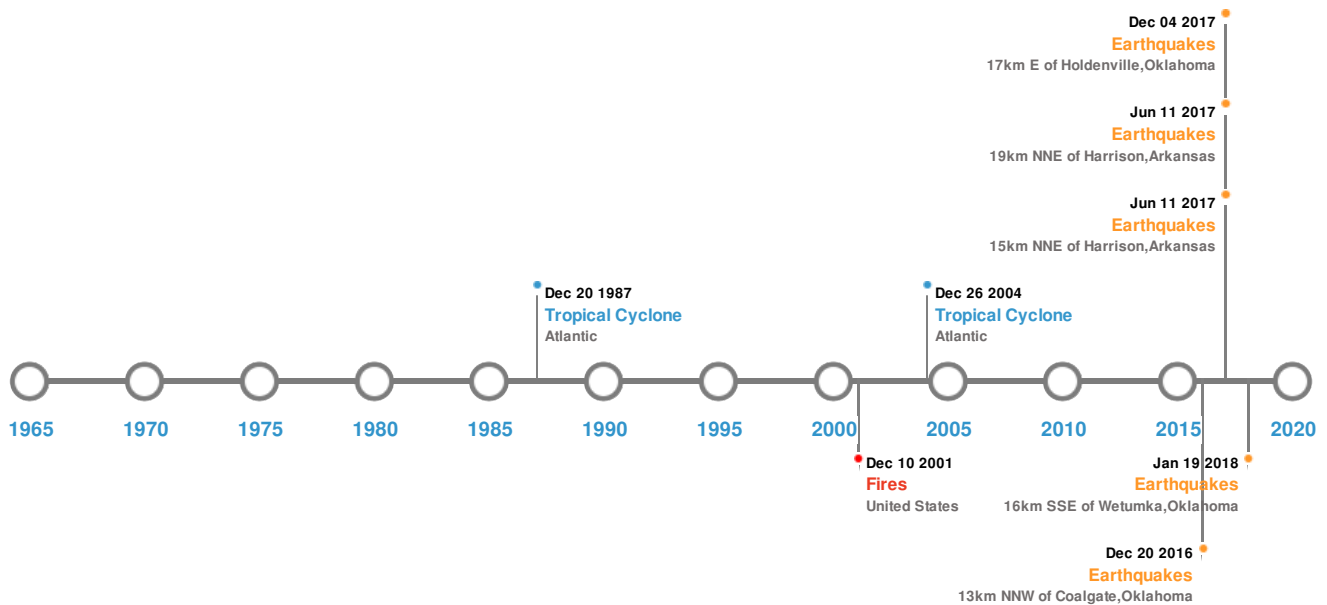 Dec 04 2017
Earthquakes
17km E of Holdenville,Oklahoma
Jun 11 2017
Earthquakes
19km NNE of Harrison,Arkansas
Jun 11 2017
Earthquakes
15km NNE of Harrison,Arkansas
Dec 20 1987
Tropical Cyclone
Atlantic
Dec 26 2004
Tropical Cyclone
Atlantic
1965 1970 1975 1980 1985 1990 1995 2000 2005 2010 2015 2020
Dec 10 2001
Fires
United States
Jan 19 2018
Earthquakes
16km SSE of Wetumka,Oklahoma
Dec 20 2016
Earthquakes
13km NNW of Coalgate,Oklahoma